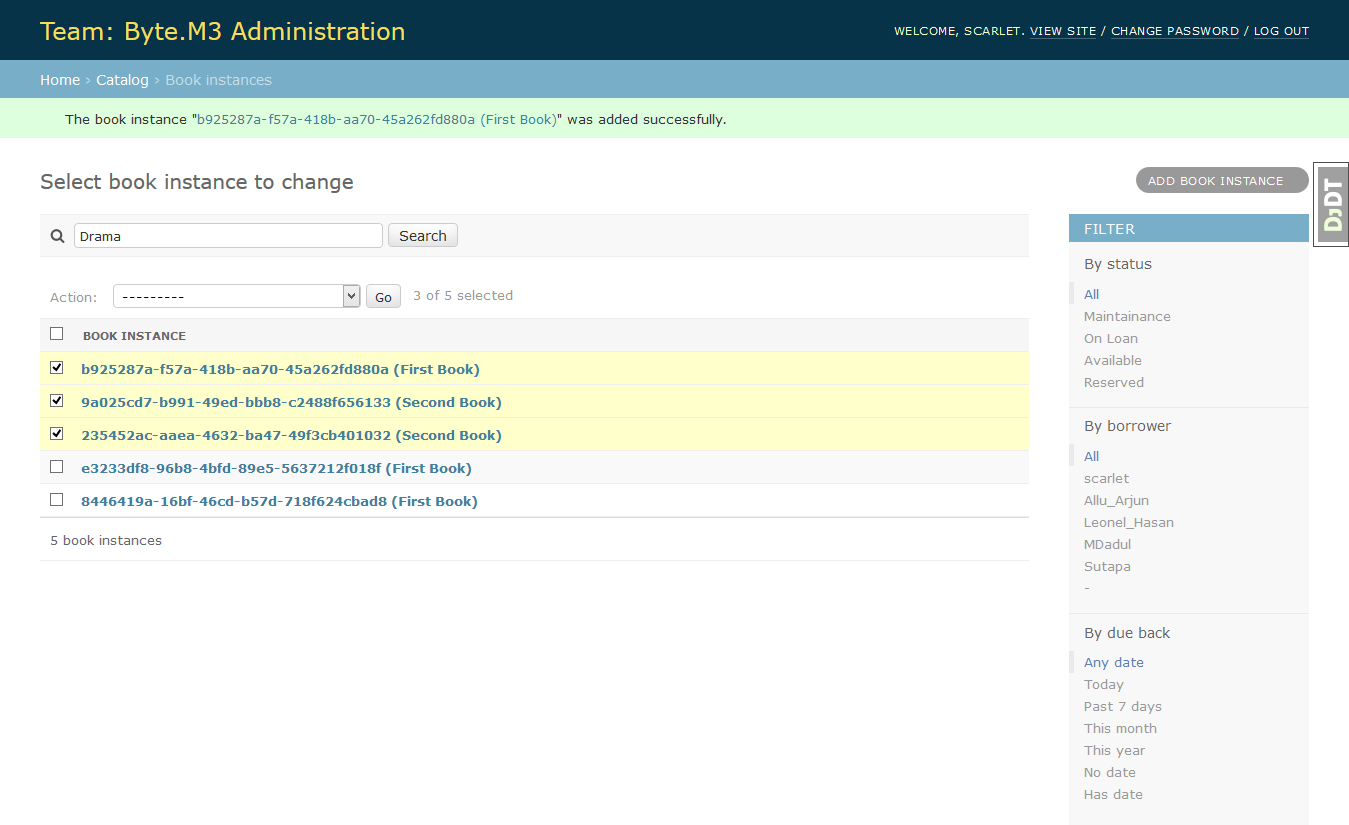 Team: Byte.M3 Administration
WELCOME, SCARLET. VIEW SITE / CHANGE PASSWORD / LOG OUT
Home › Catalog › Book instances
The book instance "b925287a-f57a-418b-aa70-45a262fd880a (First Book)" was added successfully.
Select book instance to change
ADD BOOK INSTANCE
DjDT
Drama
Search
Action:
---------
Go
3 of 5 selected
BOOK INSTANCE
b925287a-f57a-418b-aa70-45a262fd880a (First Book)
9a025cd7-b991-49ed-bbb8-c2488f656133 (Second Book)
235452ac-aaea-4632-ba47-49f3cb401032 (Second Book)
e3233df8-96b8-4bfd-89e5-5637212f018f (First Book)
8446419a-16bf-46cd-b57d-718f624cbad8 (First Book)
5 book instances
FILTER
By status
All
Maintainance
On Loan
Available
Reserved
By borrower
All
scarlet
Allu_Arjun
Leonel_Hasan
MDadul
Sutapa
-
By due back
Any date
Today
Past 7 days
This month
This year
No date
Has date